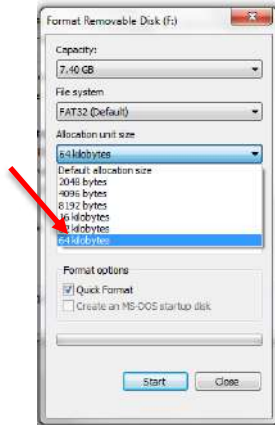 Format Removable Disk (F:)
Capacity:
7.40 GB
File system
FAT32 (Default)
Allocation unit size
64 kilobytes
Default allocation size
2048 bytes
4096 bytes
8192 bytes
16 kilobytes
kilobytes
64 kilobytes
Format options
Quick Format
Create an MS-DOS startup disk
Start
Close